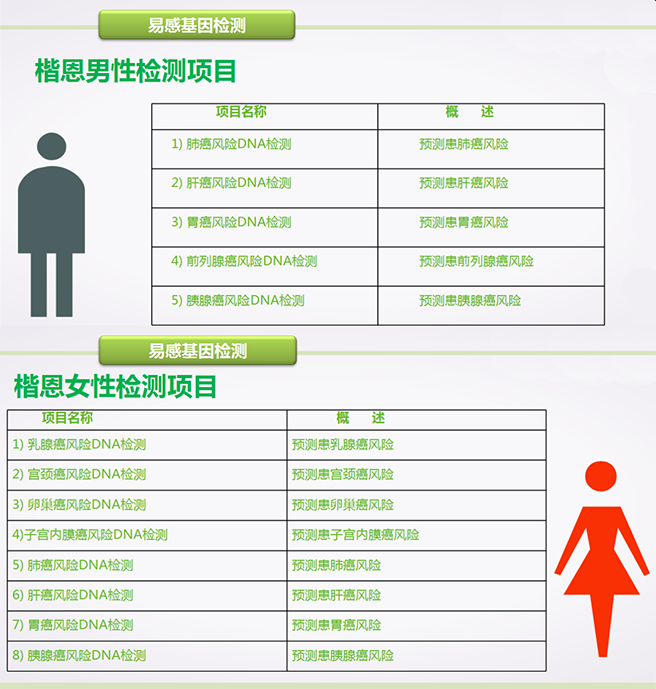 易感基因检测
楷恩男性检测项目
项目名称 概 述
1) 肺癌风险DNA检测 预测患肺癌风险
2) 肝癌风险DNA检测 预测患肝癌风险
3) 胃癌风险DNA检测 预测患胃癌风险
4) 前列腺癌风险DNA检测 预测患前列腺癌风险
5) 胰腺癌风险DNA检测 预测患胰腺癌风险
易感基因检测
楷恩女性检测项目
项目名称 概 述
1) 乳腺癌风险DNA检测 预测患乳腺癌风险
2) 宫颈癌风险DNA检测 预测患宫颈癌风险
3) 卵巢癌风险DNA检测 预测患卵巢癌风险
4)子宫内膜癌风险DNA检测 预测患子宫内膜癌风险
5) 肺癌风险DNA检测 预测患肺癌风险
6) 肝癌风险DNA检测 预测患肝癌风险
7) 胃癌风险DNA检测 预测患胃癌风险
8) 胰腺癌风险DNA检测 预测患胰腺癌风险